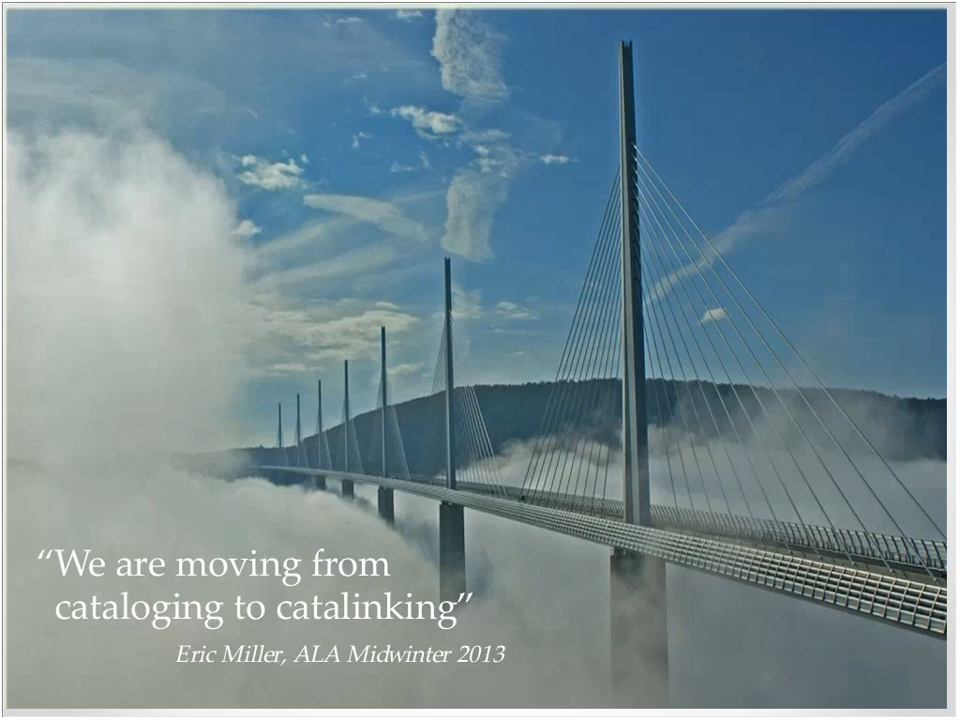 “We are moving from
cataloging to catalinking”
Eric Miller, ALA Midwinter 2013